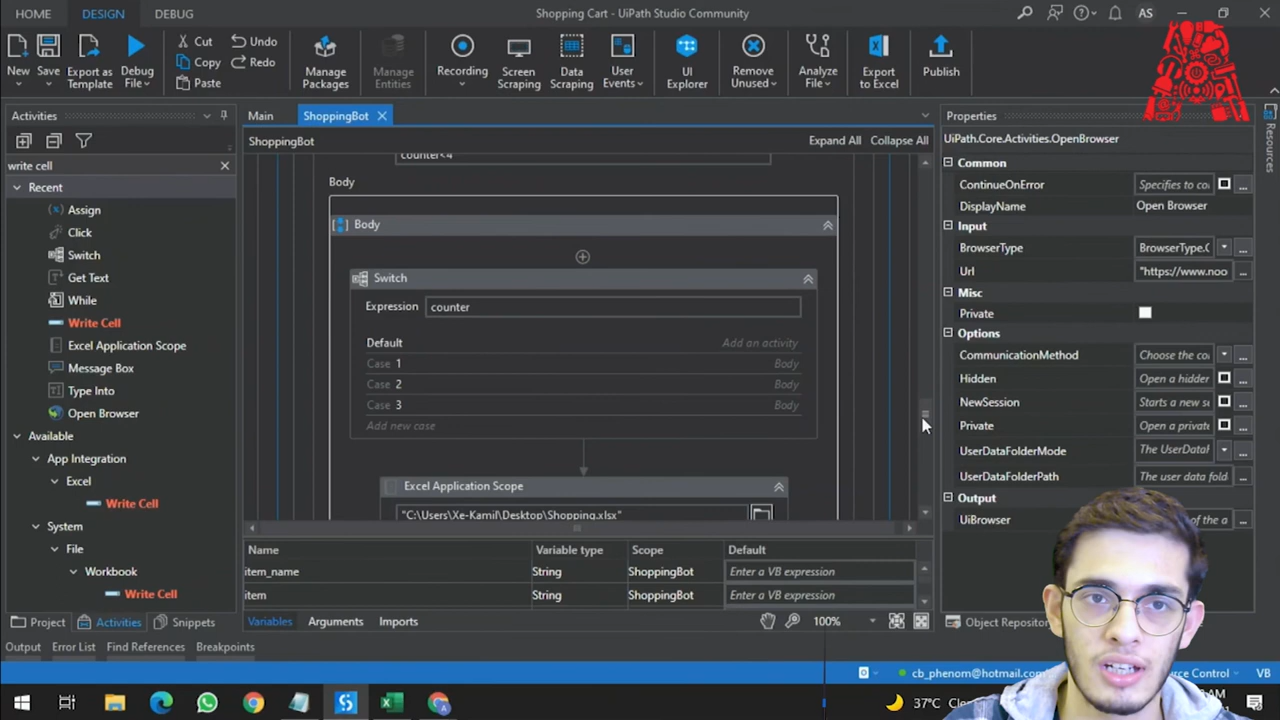 HOME DESIGN DEBUG Shopping Cart - UiPath Studio Community AS
New Save Export as Template Debug File Cut Copy Paste Undo Redo Manage Packages Manage Entities Recording Screen Scraping Data Scraping User Events UI Explorer Remove Unused Analyze File Export to Excel Publish
Activities
write cell
Recent
Assign
Click
Switch
Get Text
While
Write Cell
Excel Application Scope
Message Box
Type Into
Open Browser
Available
App Integration
Excel
Write Cell
System
File
Workbook
Write Cell
Project Activities Snippets
Main ShoppingBot
ShoppingBot Expand All Collapse All
counter<4
Body
Body
Switch
Expression counter
Default Add an activity
Case 1 Body
Case 2 Body
Case 3 Body
Add new case
Excel Application Scope
"C:\Users\Xe-Kamil\Desktop\Shopping.xlsx"
Name Variable type Scope Default
item_name String ShoppingBot Enter a VB expression
item String ShoppingBot Enter a VB expression
Variables Arguments Imports 100%
Properties
UiPath.Core.Activities.OpenBrowser
Common
ContinueOnError Specifies to co
DisplayName Open Browser
Input
BrowserType BrowserType.C
Url "https://www.noo
Misc
Private
Options
CommunicationMethod Choose the co
Hidden Open a hidder
NewSession Starts a new se
Private Open a private
UserDataFolderMode The UserDataF
UserDataFolderPath The user data fold
Output
UiBrowser of the a
Object Repositor
Resources
Output Error List Find References Breakpoints
cb_phenom@hotmail.com rce Control VB
37°C Cle